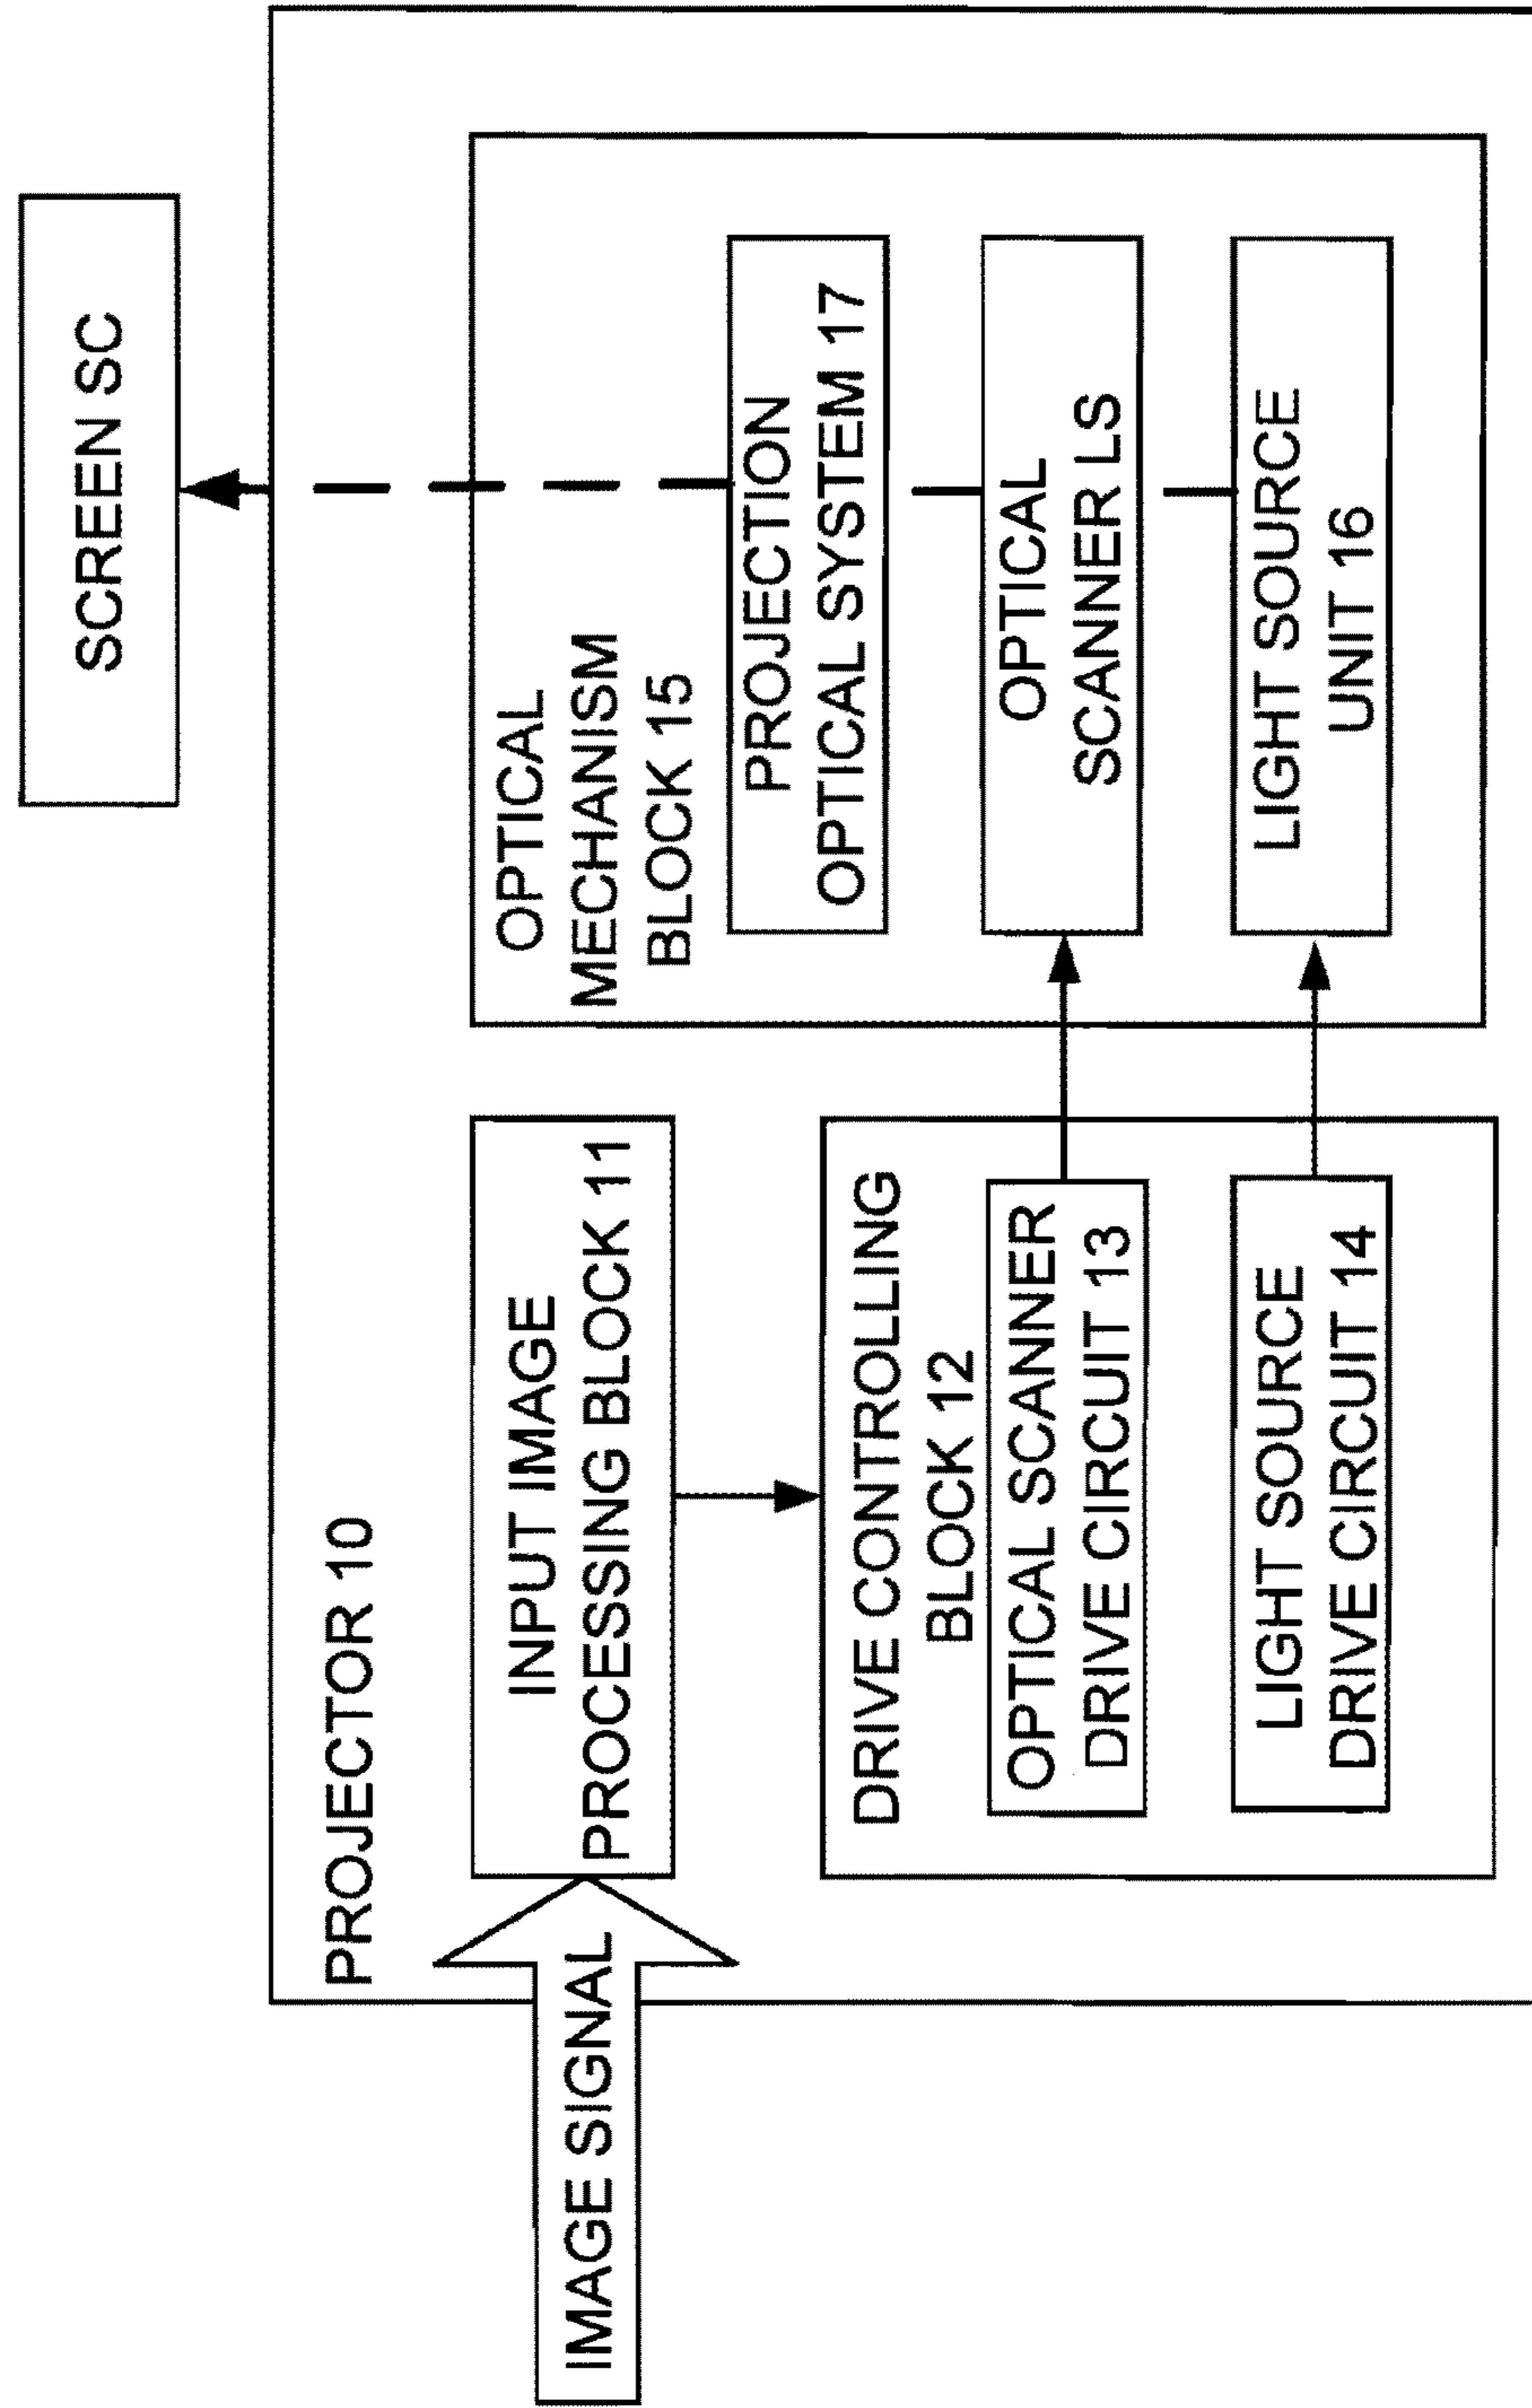 SCREEN SC
PROJECTOR 10
IMAGE SIGNAL
INPUT IMAGE
PROCESSING BLOCK 11
DRIVE CONTROLLING
BLOCK 12
OPTICAL SCANNER
DRIVE CIRCUIT 13
LIGHT SOURCE
DRIVE CIRCUIT 14
OPTICAL
MECHANISM
BLOCK 15
PROJECTION
OPTICAL SYSTEM 17
OPTICAL
SCANNER LS
LIGHT SOURCE
UNIT 16